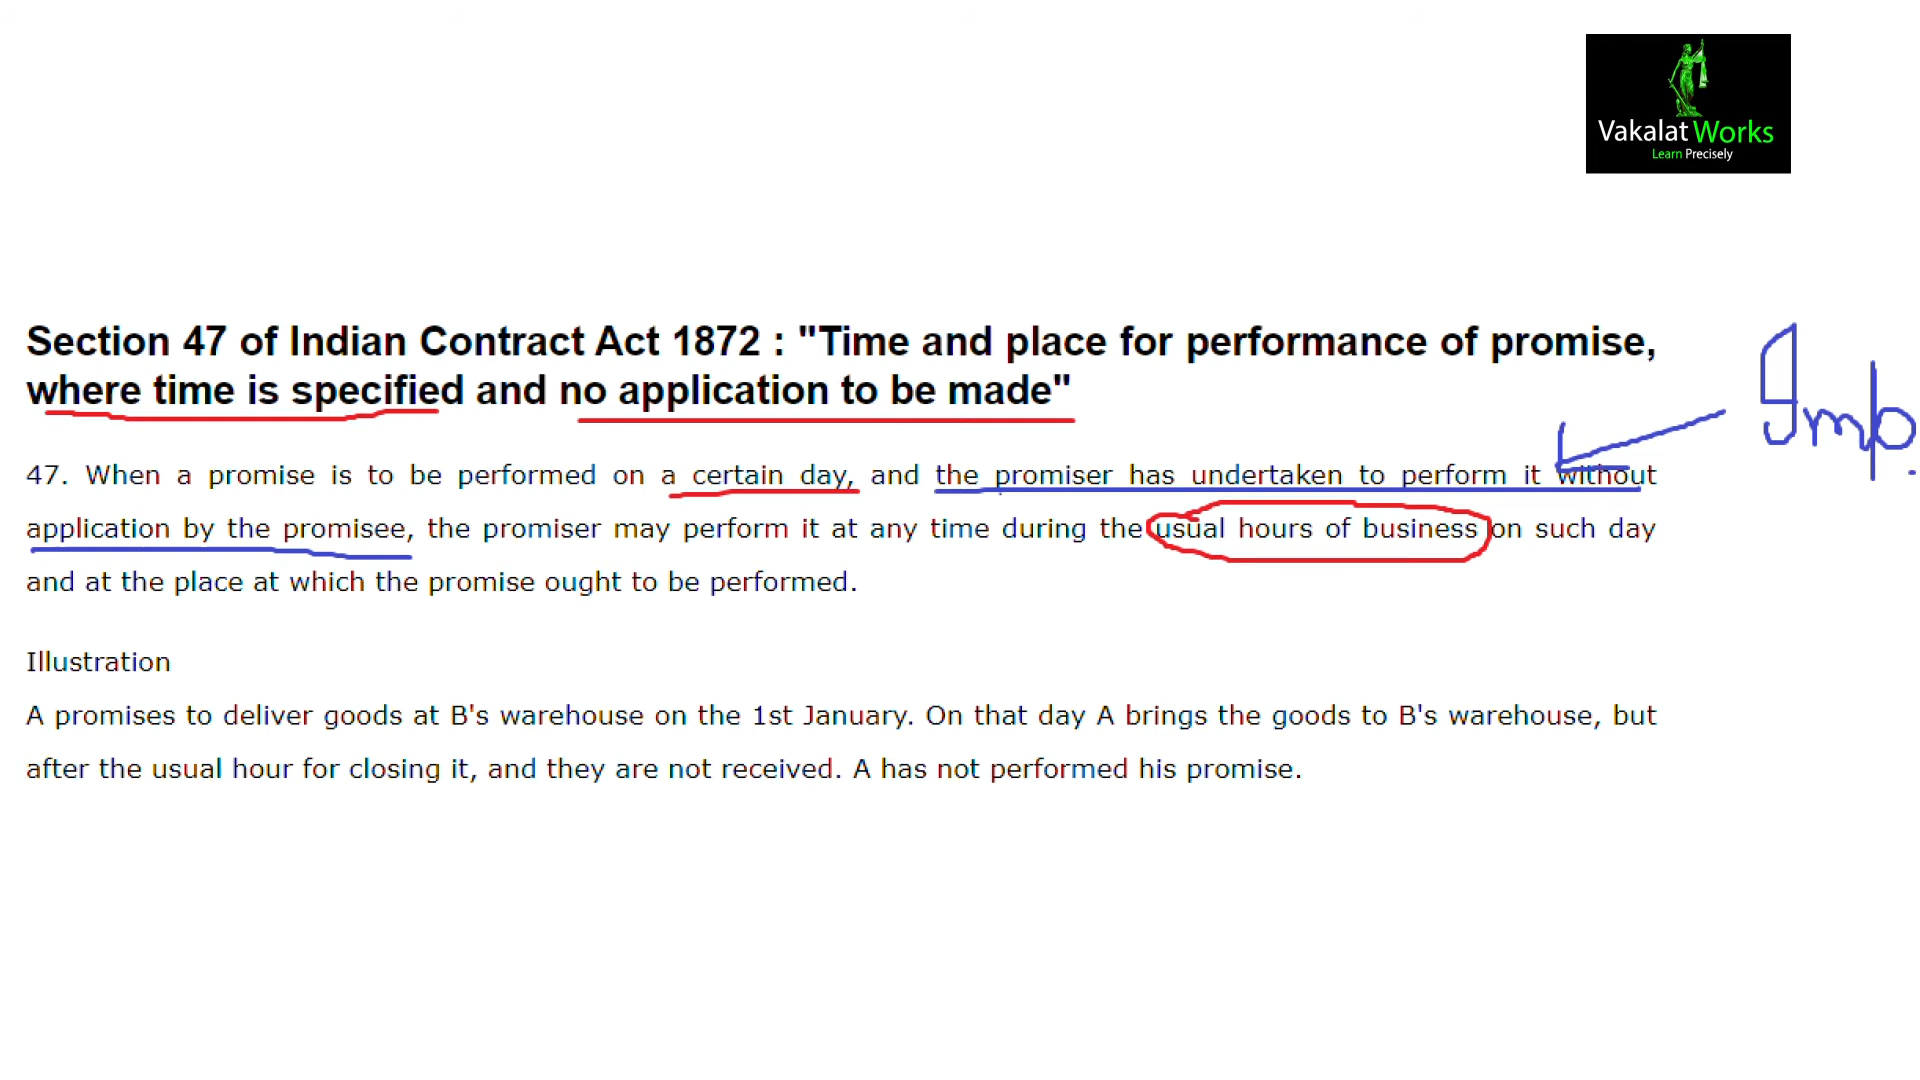 Vakalat Works
Learn Precisely
Section 47 of Indian Contract Act 1872 : "Time and place for performance of promise,
where time is specified and no application to be made"
Imp.
47. When a promise is to be performed on a certain day, and the promiser has undertaken to perform it without
application by the promisee, the promiser may perform it at any time during the usual hours of business on such day
and at the place at which the promise ought to be performed.
Illustration
A promises to deliver goods at B's warehouse on the 1st January. On that day A brings the goods to B's warehouse, but
after the usual hour for closing it, and they are not received. A has not performed his promise.